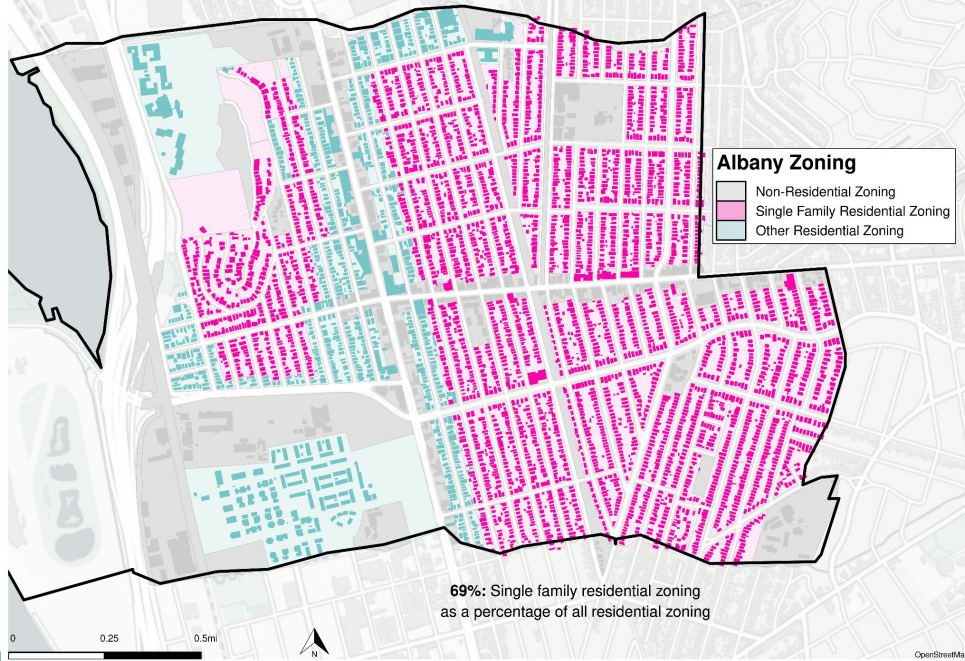 Albany Zoning
Non-Residential Zoning
Single Family Residential Zoning
Other Residential Zoning
69%: Single family residential zoning
as a percentage of all residential zoning
0 0.25 0.5mi
N
OpenStreetMa